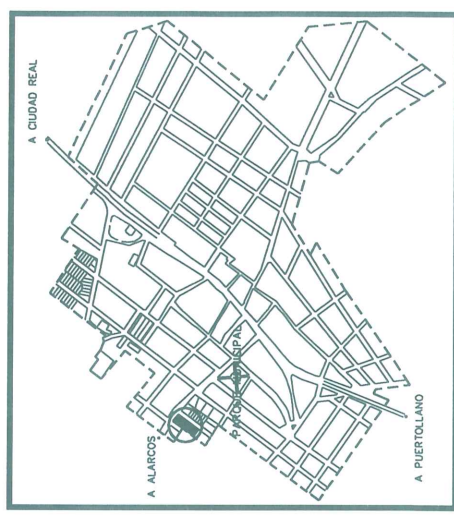 A CIUDAD REAL
PARQUE MUNICIPAL
A ALARCOS
A PUERTOLLANO